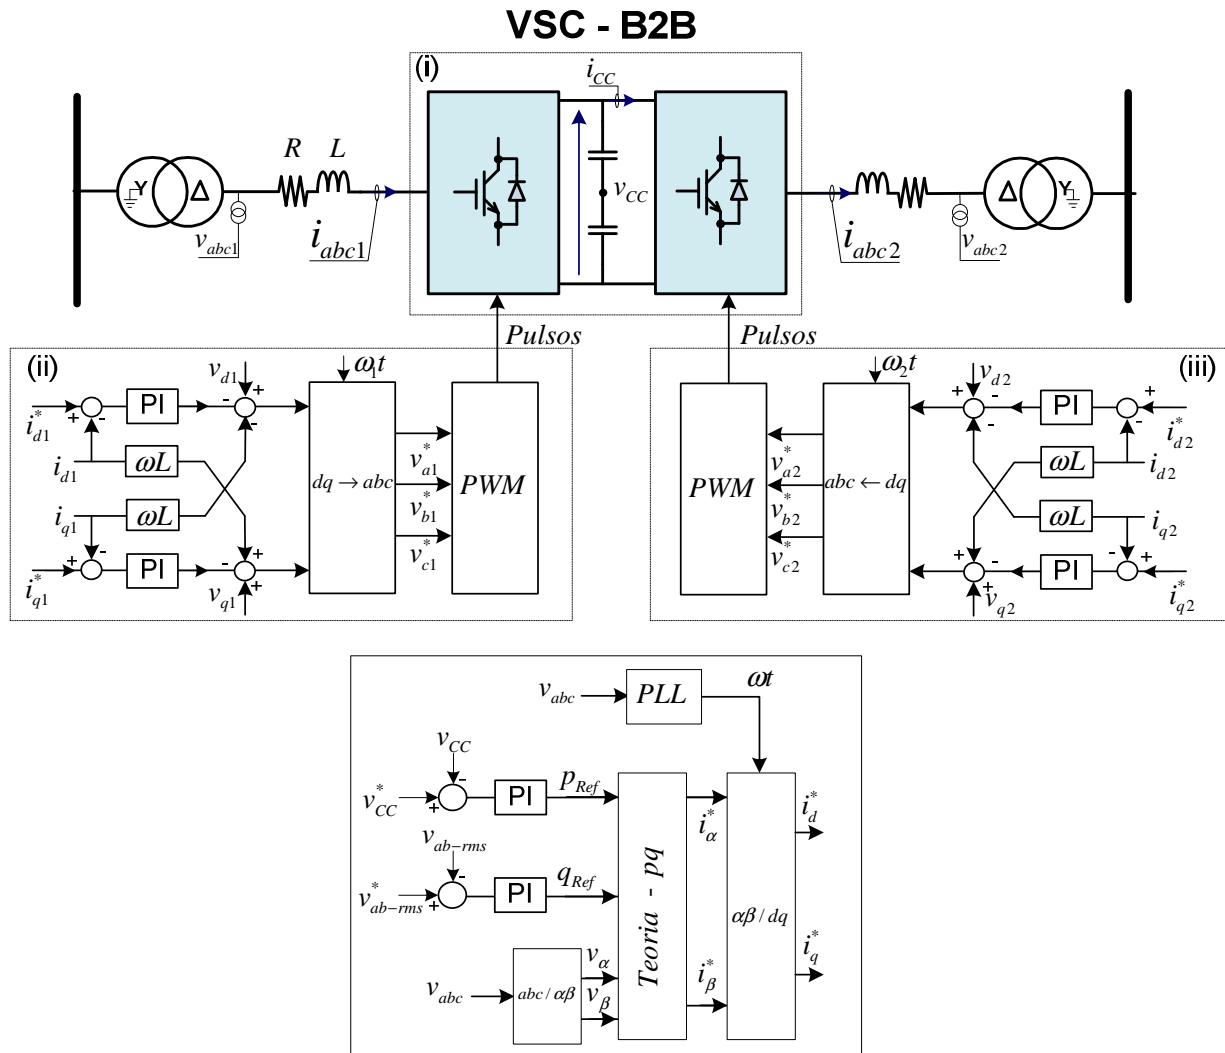 VSC - B2B
(i)
i_CC
R
L
Y
Δ
v_CC
Δ
Y
v_abc1
i_abc1
i_abc2
v_abc2
Pulsos
Pulsos
(ii)
v_d1
ω_1t
+
-
PI
-
+
-
i*_d1
i_d1
ωL
dq → abc
v*_a1
v*_b1
v*_c1
PWM
i_q1
ωL
+
-
PI
-
+
+
i*_q1
v_q1
(iii)
ω_2t
v_d2
+
-
-
PI
-
+
i*_d2
ωL
i_d2
PWM
v*_a2
v*_b2
v*_c2
abc ← dq
ωL
i_q2
+
-
+
PI
-
+
v_q2
i*_q2
v_abc
PLL
ωt
v_CC
-
v*_CC
+
PI
p_Ref
v_ab-rms
-
v*_ab-rms
+
PI
q_Ref
Teoria - pq
i*_α
i*_β
αβ / dq
i*_d
i*_q
v_abc
abc / αβ
v_α
v_β